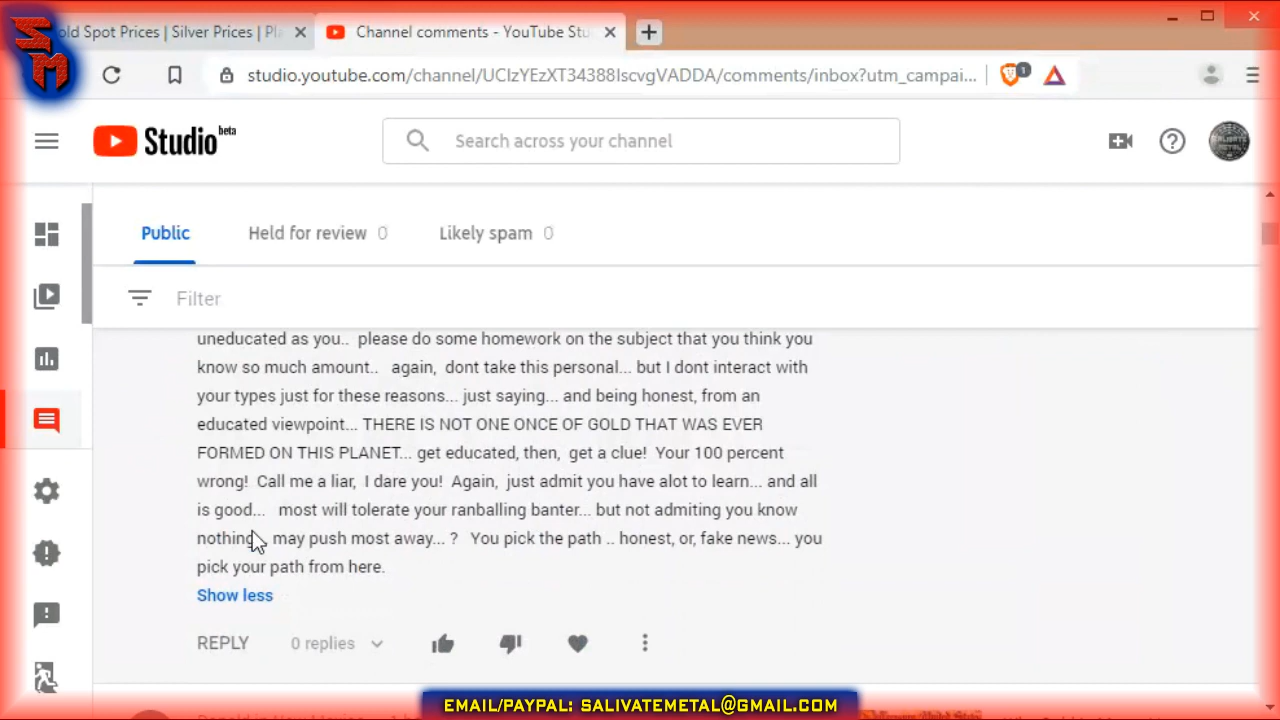 SM
old Spot Prices | Silver Prices | Pl
Channel comments - YouTube Stu
studio.youtube.com/channel/UCIzYEzXT34388IscvgVADDA/comments/inbox?utm_campai...
1
Studio beta
Search across your channel
Public
Held for review 0
Likely spam 0
Filter
uneducated as you.. please do some homework on the subject that you think you
know so much amount.. again, dont take this personal... but I dont interact with
your types just for these reasons... just saying... and being honest, from an
educated viewpoint... THERE IS NOT ONE ONCE OF GOLD THAT WAS EVER
FORMED ON THIS PLANET... get educated, then, get a clue! Your 100 percent
wrong! Call me a liar, I dare you! Again, just admit you have alot to learn... and all
is good... most will tolerate your ranballing banter... but not admiting you know
nothing, may push most away... ? You pick the path .. honest, or, fake news... you
pick your path from here.
Show less
REPLY
0 replies
EMAIL/PAYPAL: SALIVATEMETAL@GMAIL.COM